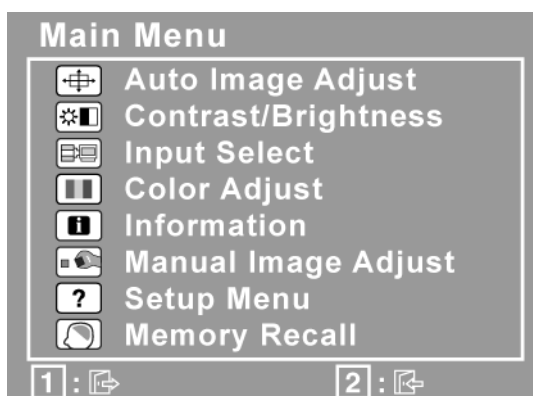 Main Menu
Auto Image Adjust
Contrast/Brightness
Input Select
Color Adjust
i Information
Manual Image Adjust
? Setup Menu
Memory Recall
1 : 2 :